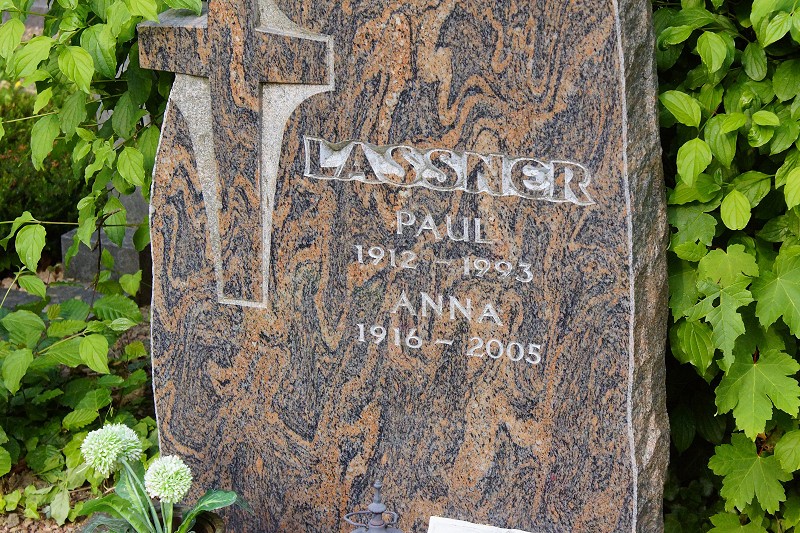 LASSNER
PAUL
1912 – 1993
ANNA
1916 – 2005